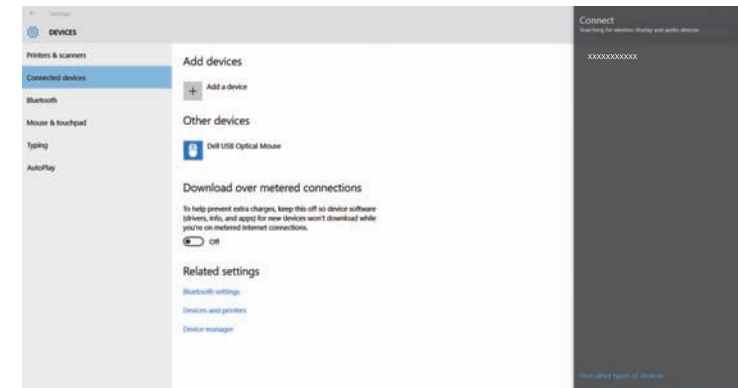 Settings
DEVICES
Printers & scanners
Connected devices
Bluetooth
Mouse & touchpad
Typing
AutoPlay
Add devices
Add a device
Other devices
Dell USB Optical Mouse
Download over metered connections
To help prevent extra charges, keep this off so device software
(drivers, info, and apps) for new devices won't download while
you're on metered Internet connections.
Off
Related settings
Bluetooth settings
Devices and printers
Device manager
Connect
Searching for wireless display and audio devices
xxxxxxxxxxx
Find other types of devices